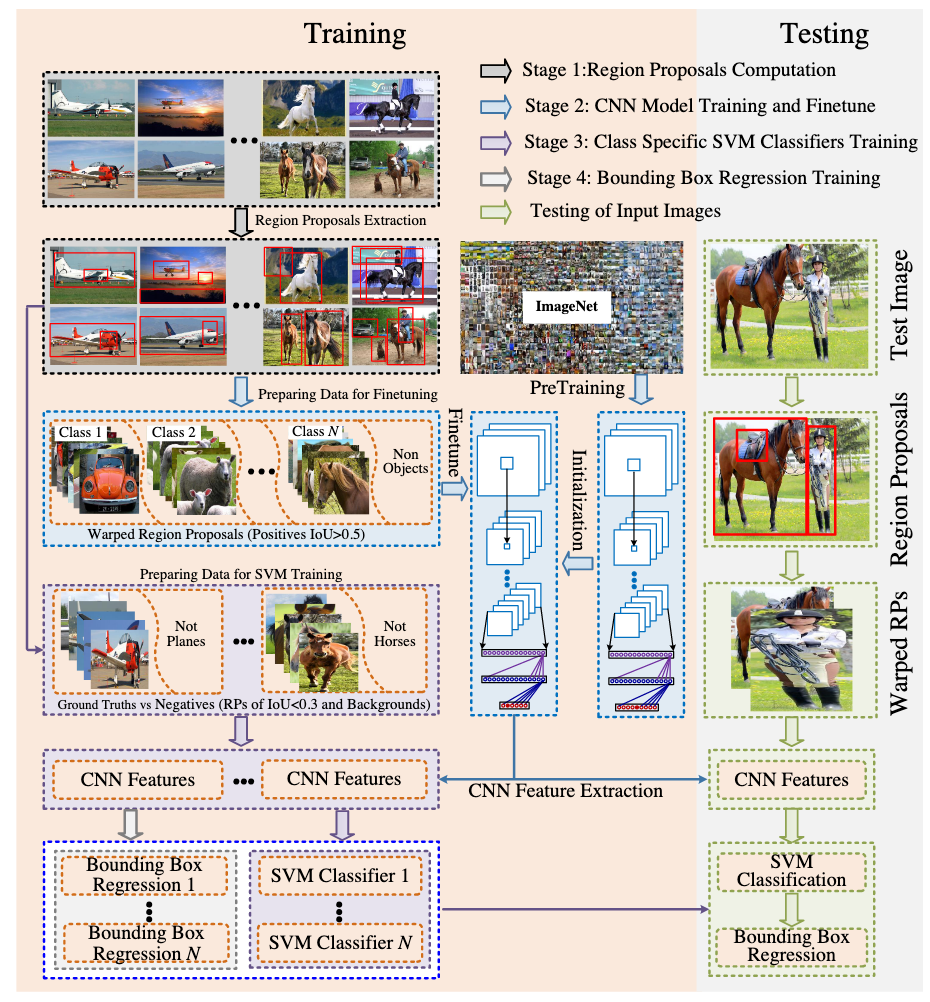 Training
Testing
Stage 1:Region Proposals Computation
Stage 2: CNN Model Training and Finetune
Stage 3: Class Specific SVM Classifiers Training
Stage 4: Bounding Box Regression Training
Testing of Input Images
Region Proposals Extraction
ImageNet
Test Image
PreTraining
Preparing Data for Finetuning
Class 1
Class 2
Class N
Non
Objects
Finetune
Initialization
Region Proposals
Warped Region Proposals (Positives IoU>0.5)
Preparing Data for SVM Training
Not
Planes
Not
Horses
Warped RPs
Ground Truths vs Negatives (RPs of IoU<0.3 and Backgrounds)
CNN Features
CNN Features
CNN Feature Extraction
CNN Features
Bounding Box
Regression 1
Bounding Box
Regression N
SVM Classifier 1
SVM Classifier N
SVM
Classification
Bounding Box
Regression